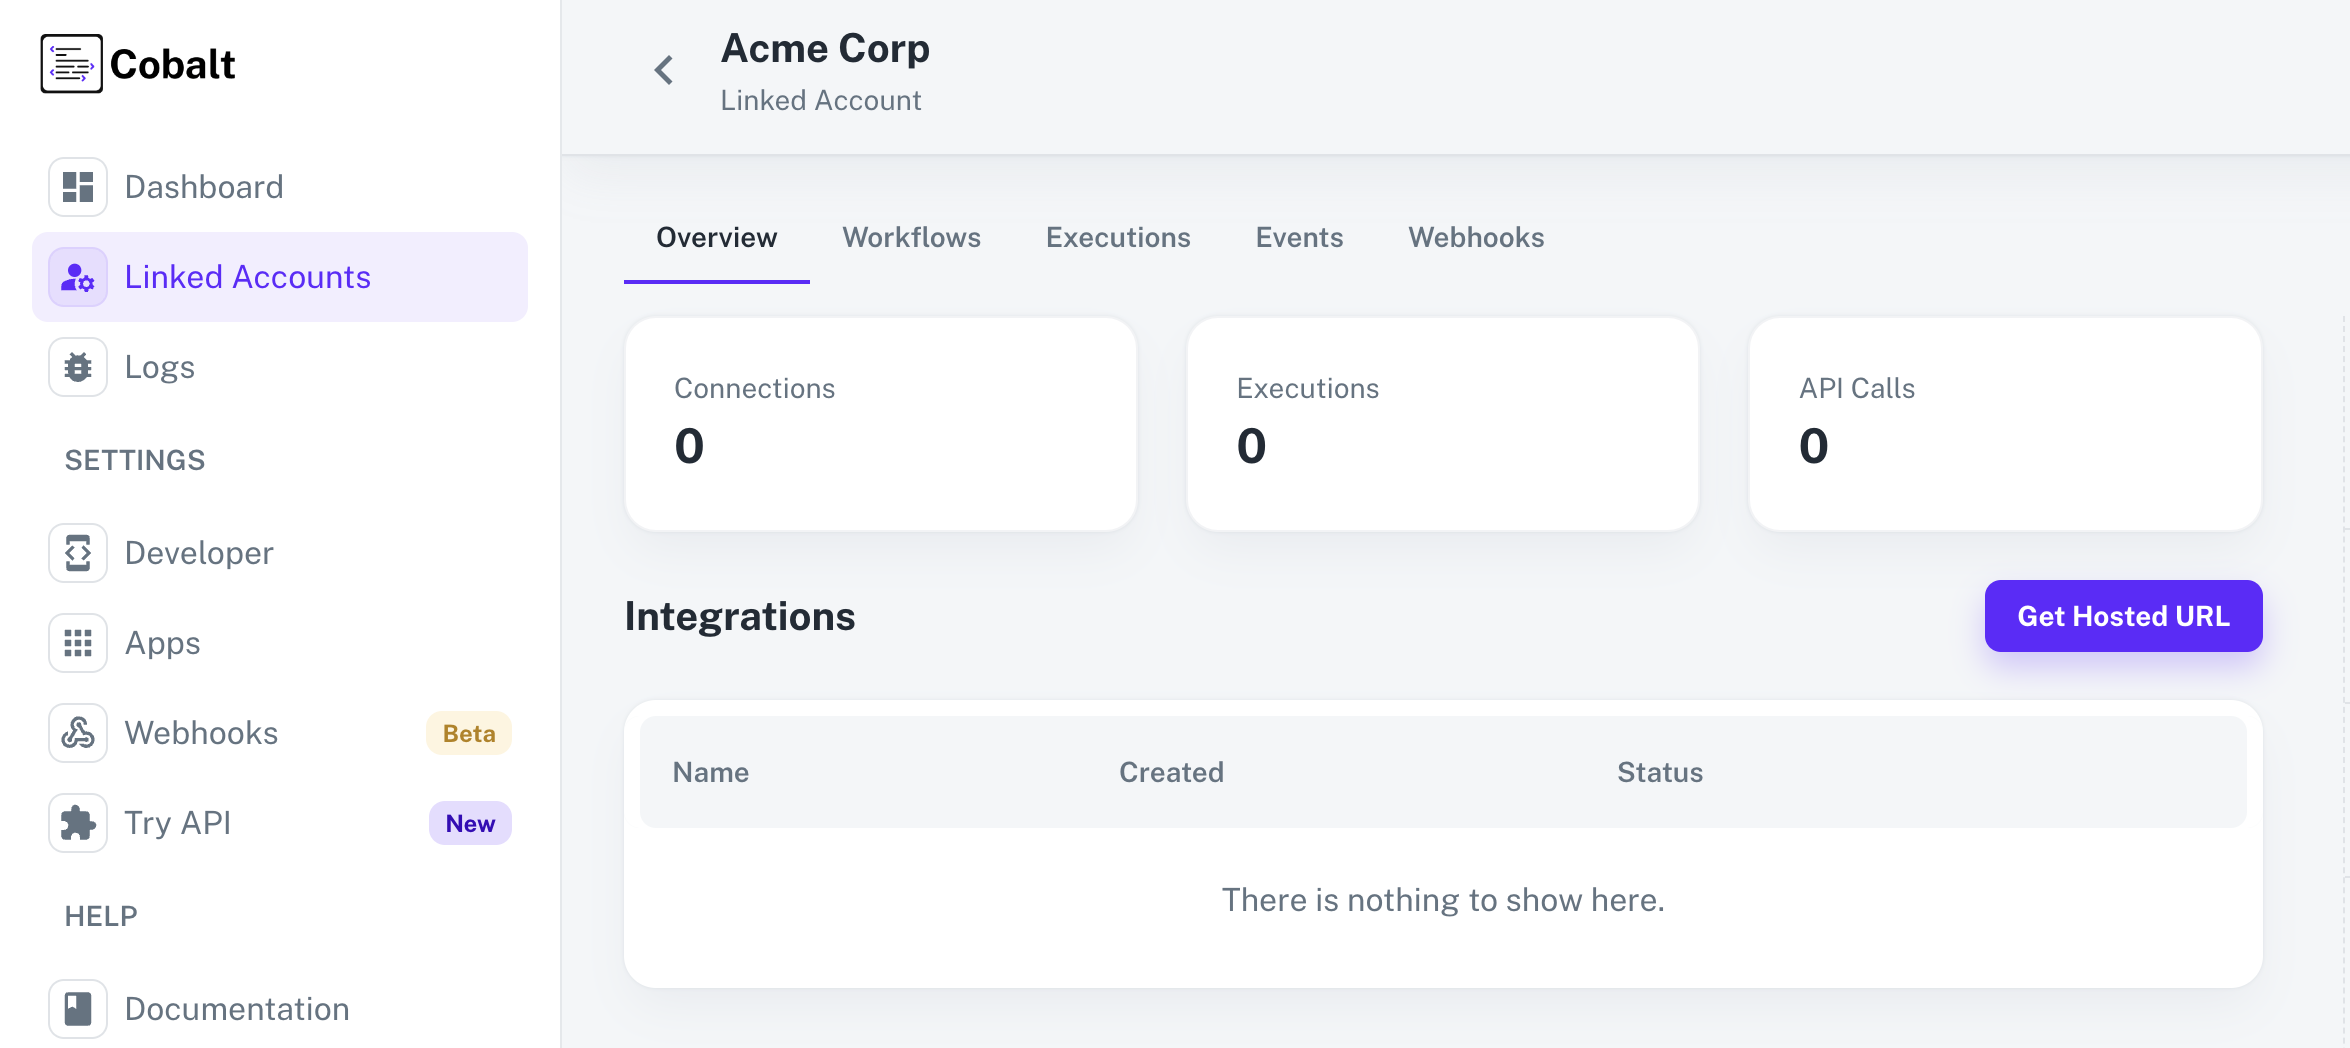 Cobalt
Dashboard
Linked Accounts
Logs
SETTINGS
Developer
Apps
Webhooks Beta
Try API New
HELP
Documentation
Acme Corp
Linked Account
Overview Workflows Executions Events Webhooks
Connections
0
Executions
0
API Calls
0
Integrations
Get Hosted URL
Name Created Status
There is nothing to show here.